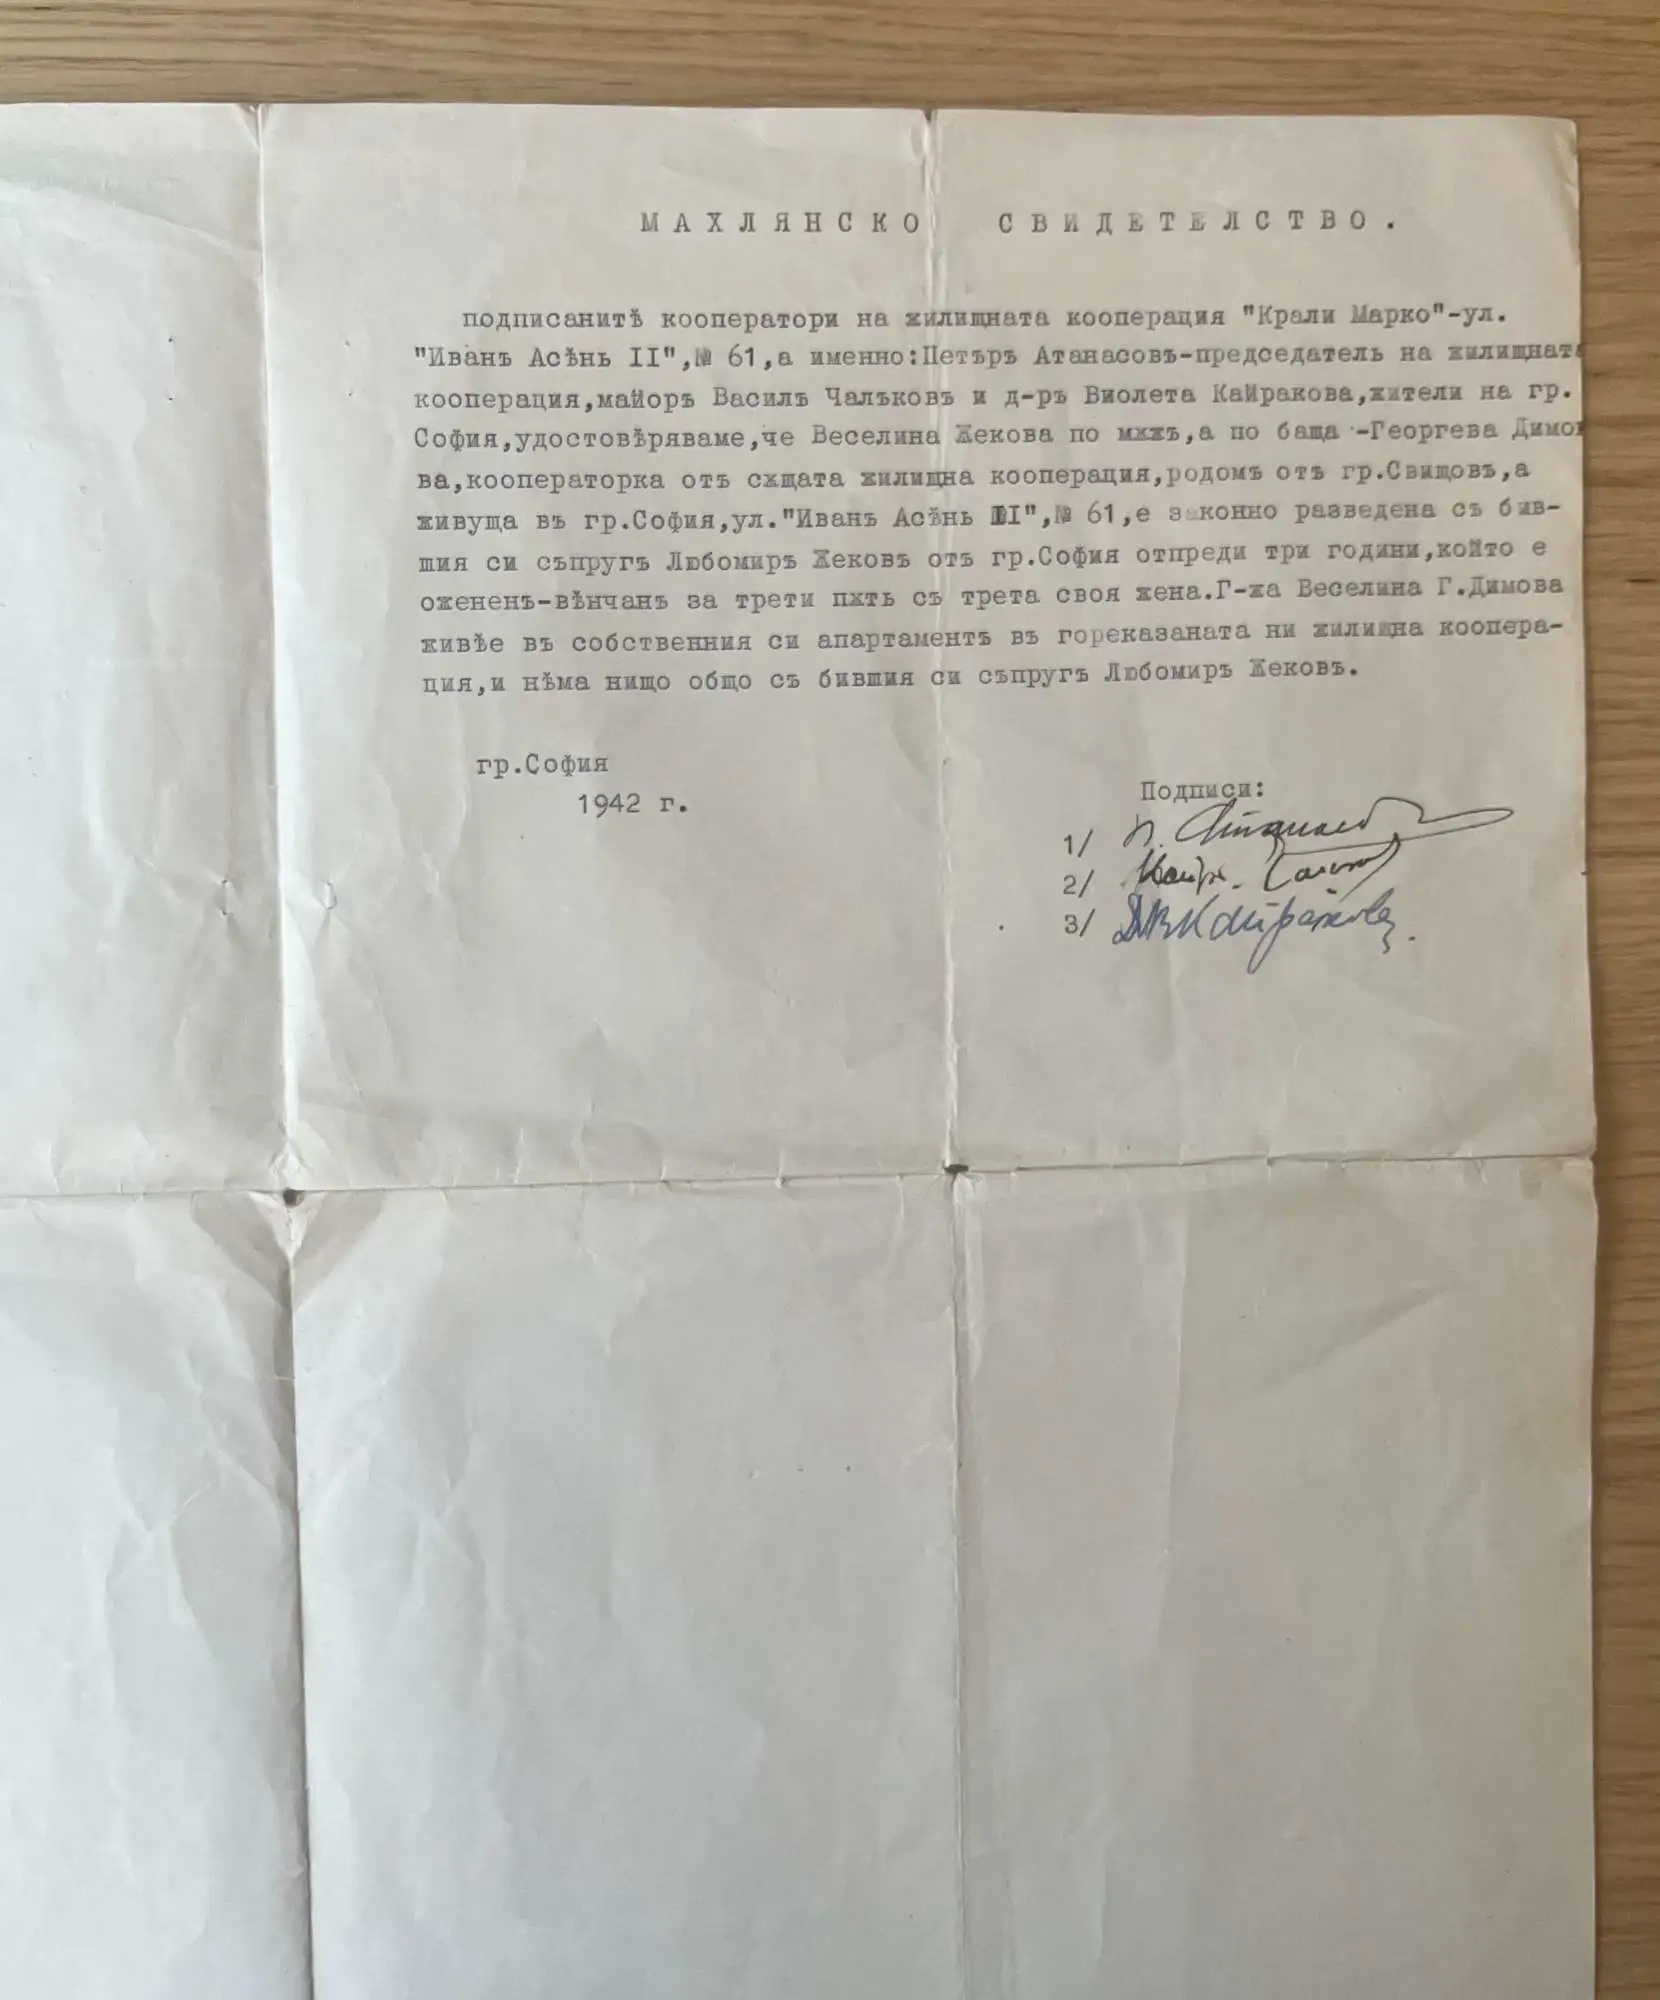 МАХЛЯНСКО СВИДЕТЕЛСТВО.
подписанитѣ кооператори на жилищната кооперация "Крали Марко"-ул.
"Иванъ Асѣнь II",№ 61,а именно:Петъръ Атанасовъ-председатель на жилищната
кооперация,майоръ Василъ Чалъковъ и д-ръ Виолета Кайракова,жители на гр.
София,удостовѣряваме,че Веселина Жекова по мѫжъ,а по баща -Георгева Димо
ва,кооператорка отъ сѫщата жилищна кооперация,родомъ отъ гр.Свищовъ,а
живуща въ гр.София,ул."Иванъ Асѣнь II",№ 61,е законно разведена съ бив-
шия си съпругъ Любомиръ Жековъ отъ гр.София отпреди три години,който е
ожененъ-вѣнчанъ за трети пѫть съ трета своя жена.Г-жа Веселина Г.Димова
живѣе въ собственния си апартаментъ въ гореказаната ни жилищна коопера-
ция,и нѣма нищо общо съ бившия си съпругъ Любомиръ Жековъ.
гр.София
1942 г.
Подписи:
1/ П. Атанасов
2/
3/ Д-р В Кайракова.